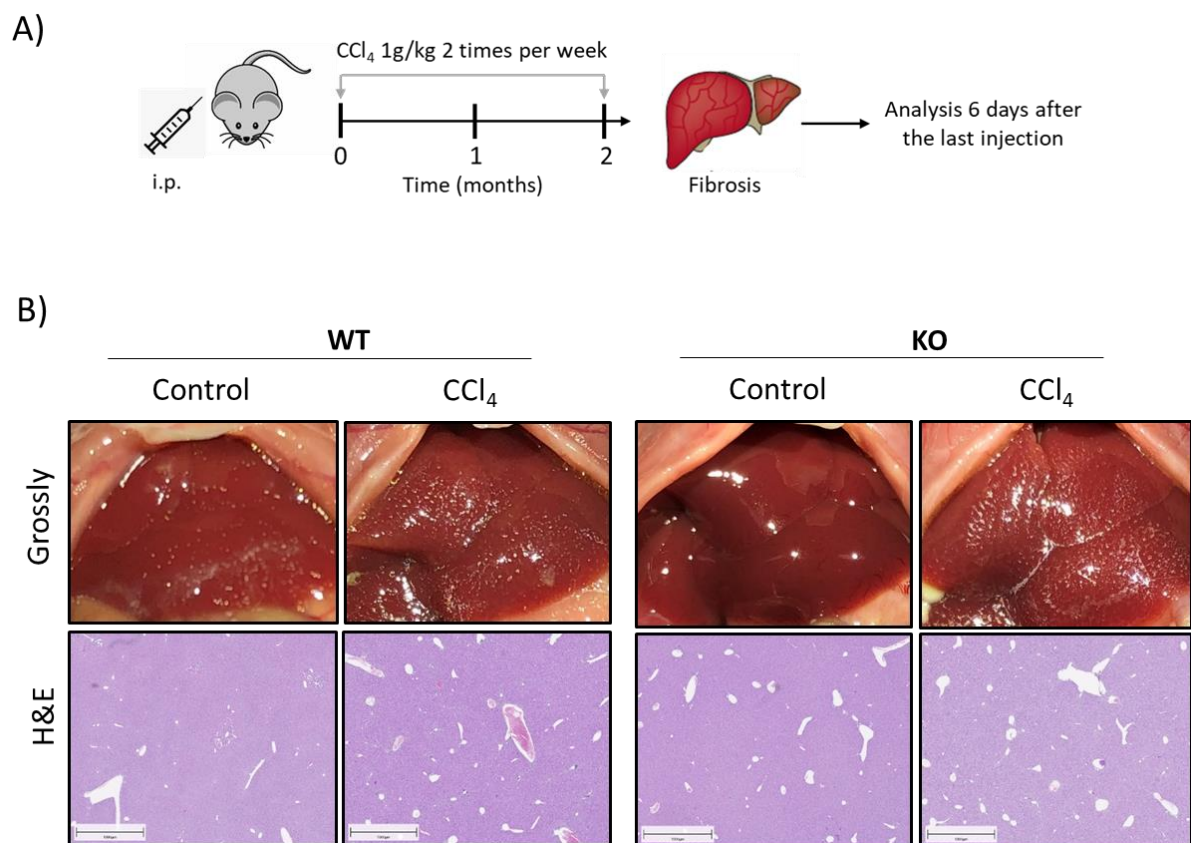 A)
CCl₄ 1g/kg 2 times per week
0
1
2
i.p.
Time (months)
Fibrosis
Analysis 6 days after
the last injection
B)
WT
KO
Control
CCl₄
Control
CCl₄
Grossly
H&E